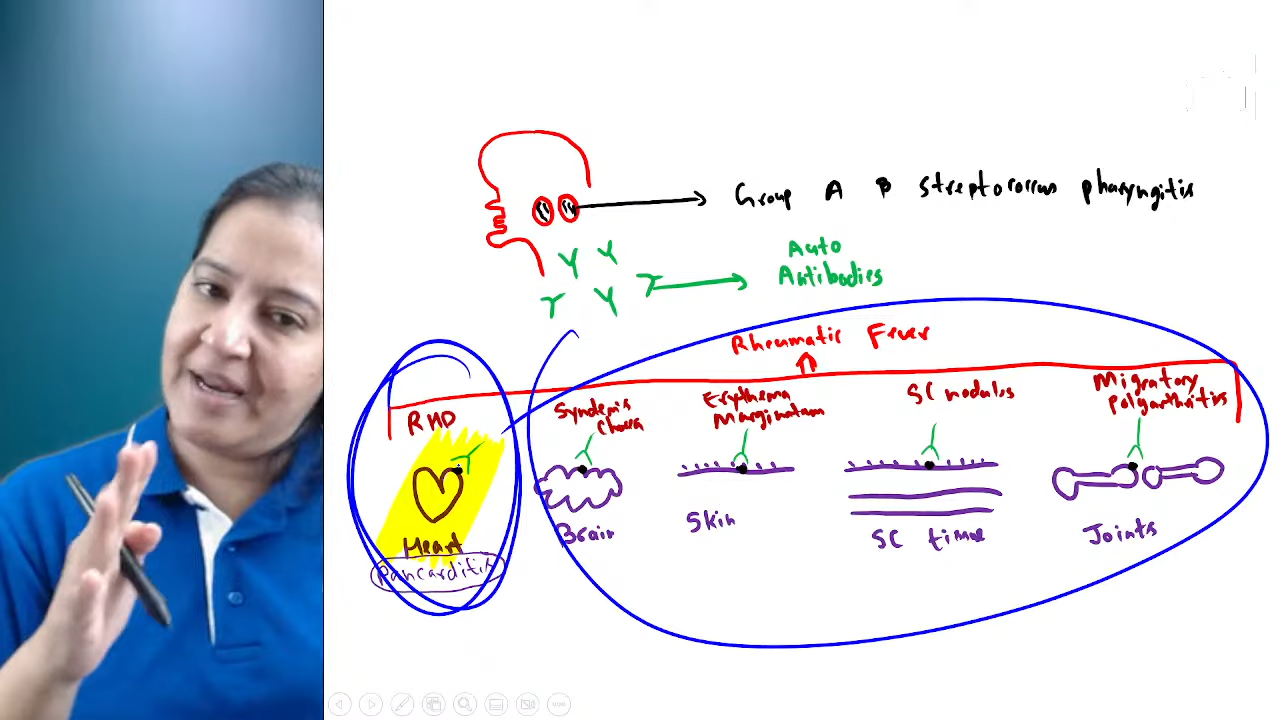 Group A β streptococcus pharyngitis
Auto
Antibodies
Rheumatic Fever
RHD
Syndem's
Chorea
Erythema
Marginatum
SC nodules
Migratory
polyarthritis
Heart
Pancarditis
Brain
Skin
SC tissue
Joints